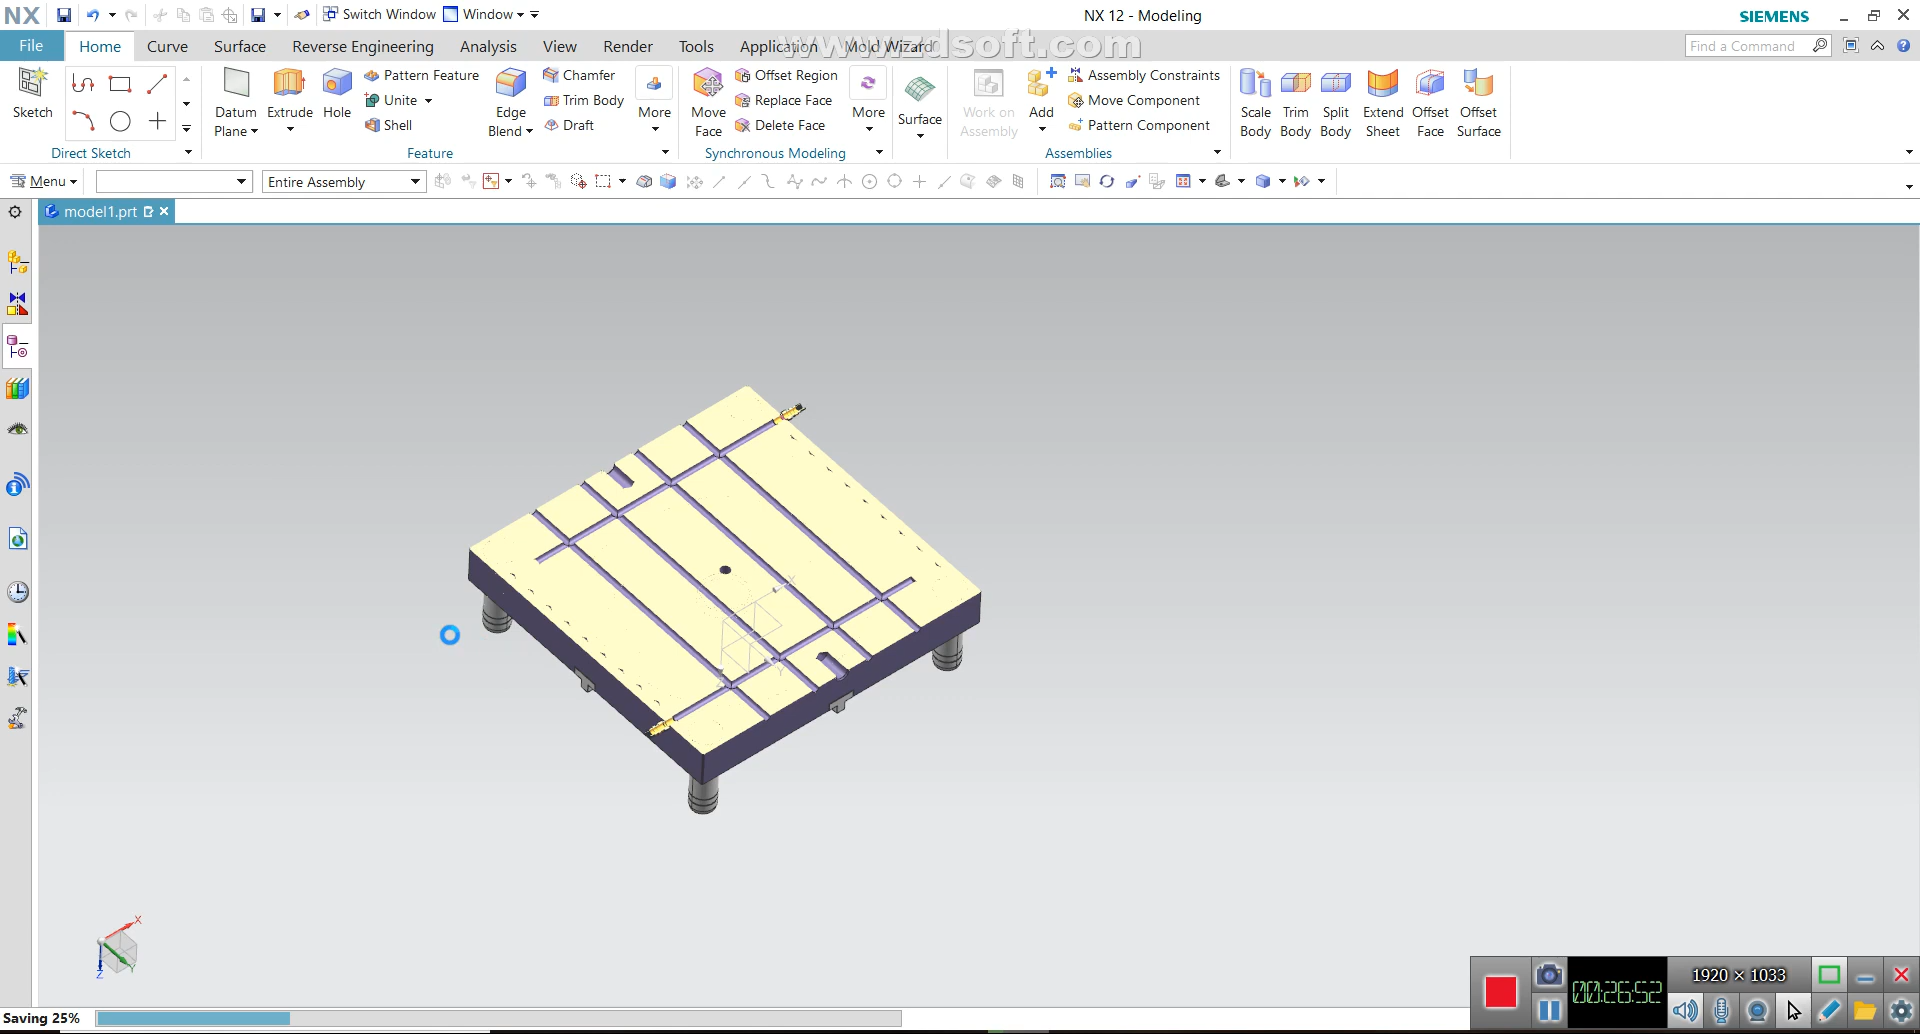 NX Switch Window Window NX 12 - Modeling SIEMENS
File Home Curve Surface Reverse Engineering Analysis View Render Tools Application Mold Wizard Find a Command
www.zdsoft.com
Sketch Datum Plane Extrude Hole Pattern Feature Unite Shell Edge Blend Chamfer Trim Body Draft More Move Face Offset Region Replace Face Delete Face More Surface Work on Assembly Add Assembly Constraints Move Component Pattern Component Scale Body Trim Body Split Body Extend Sheet Offset Face Offset Surface
Direct Sketch Feature Synchronous Modeling Assemblies
Menu Entire Assembly
model1.prt
X
Y
X
Y
Z
1920 × 1033
00:26:52
Saving 25%